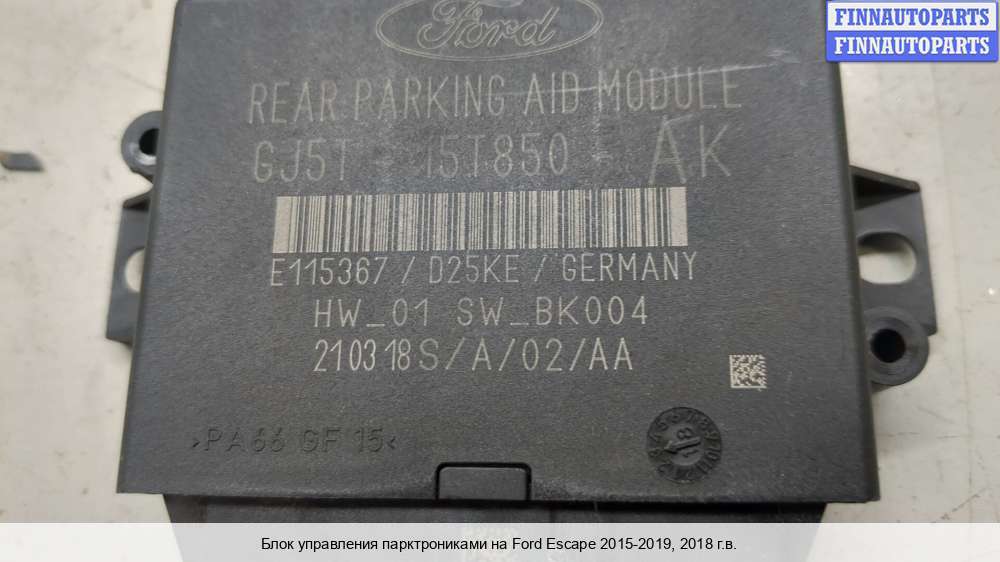 FINNAUTOPARTS
FINNAUTOPARTS
Ford
REAR PARKING AID MODULE
GJ5T - 15T850 - AK
E115367 / D25KE / GERMANY
HW_01 SW_BK004
210318S/A/02/AA
>PA66 GF 15<
18
Блок управления парктрониками на Ford Escape 2015-2019, 2018 г.в.